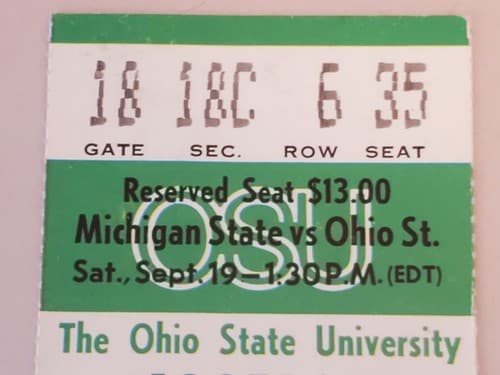 18 18C 6 35
GATE SEC. ROW SEAT
OSU
Reserved Seat $13.00
Michigan State vs Ohio St.
Sat., Sept. 19-1:30 P.M. (EDT)
The Ohio State University